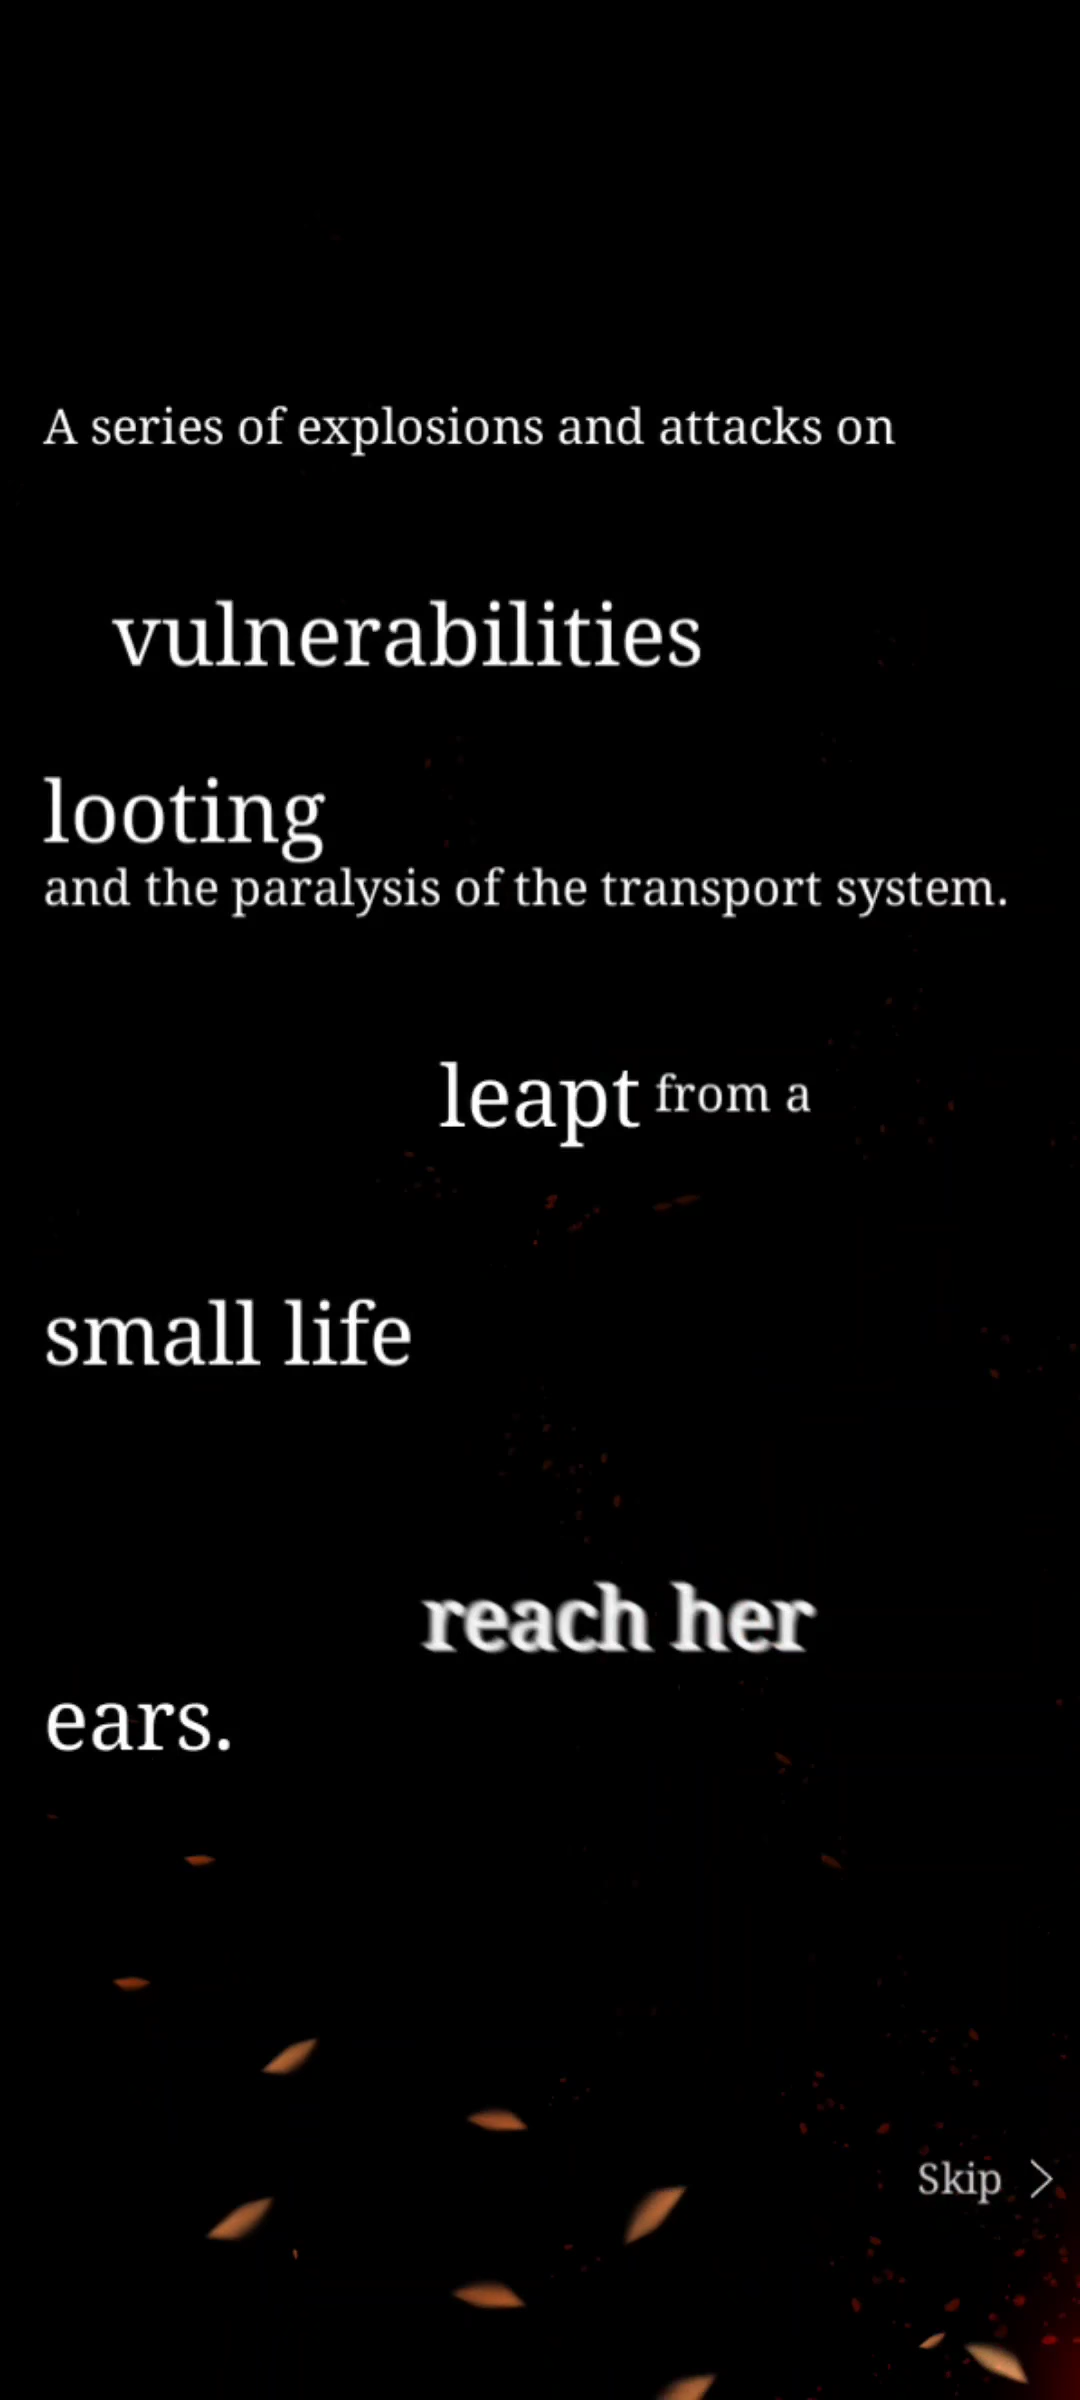 A series of explosions and attacks on
vulnerabilities
looting
and the paralysis of the transport system.
leapt from a
small life
reach her
ears.
Skip